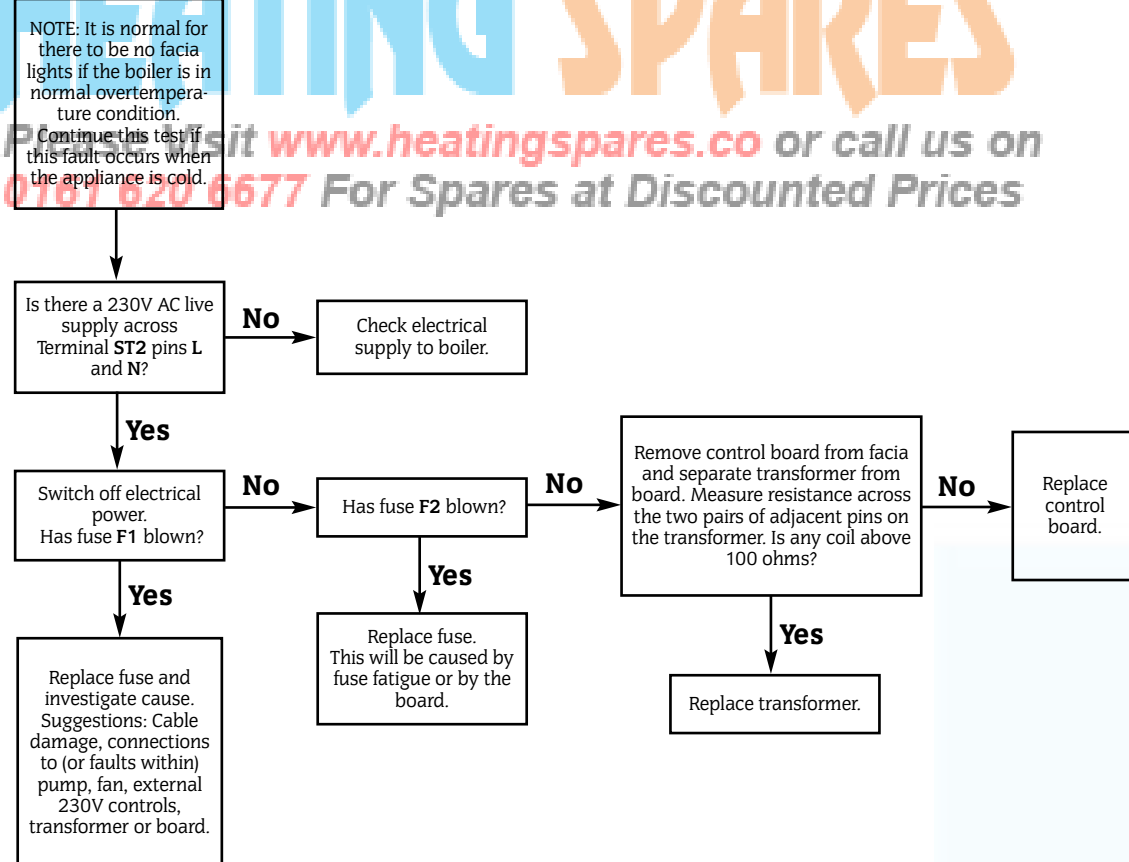 HEATING SPARES
Please Visit www.heatingspares.co or call us on
0161 620 6677 For Spares at Discounted Prices
NOTE: It is normal for
there to be no facia
lights if the boiler is in
normal overtempera-
ture condition.
Continue this test if
this fault occurs when
the appliance is cold.
Is there a 230V AC live
supply across
Terminal ST2 pins L
and N?
No
Check electrical
supply to boiler.
Yes
Switch off electrical
power.
Has fuse F1 blown?
No
Has fuse F2 blown?
No
Remove control board from facia
and separate transformer from
board. Measure resistance across
the two pairs of adjacent pins on
the transformer. Is any coil above
100 ohms?
No
Replace
control
board.
Yes
Replace fuse and
investigate cause.
Suggestions: Cable
damage, connections
to (or faults within)
pump, fan, external
230V controls,
transformer or board.
Yes
Replace fuse.
This will be caused by
fuse fatigue or by the
board.
Yes
Replace transformer.